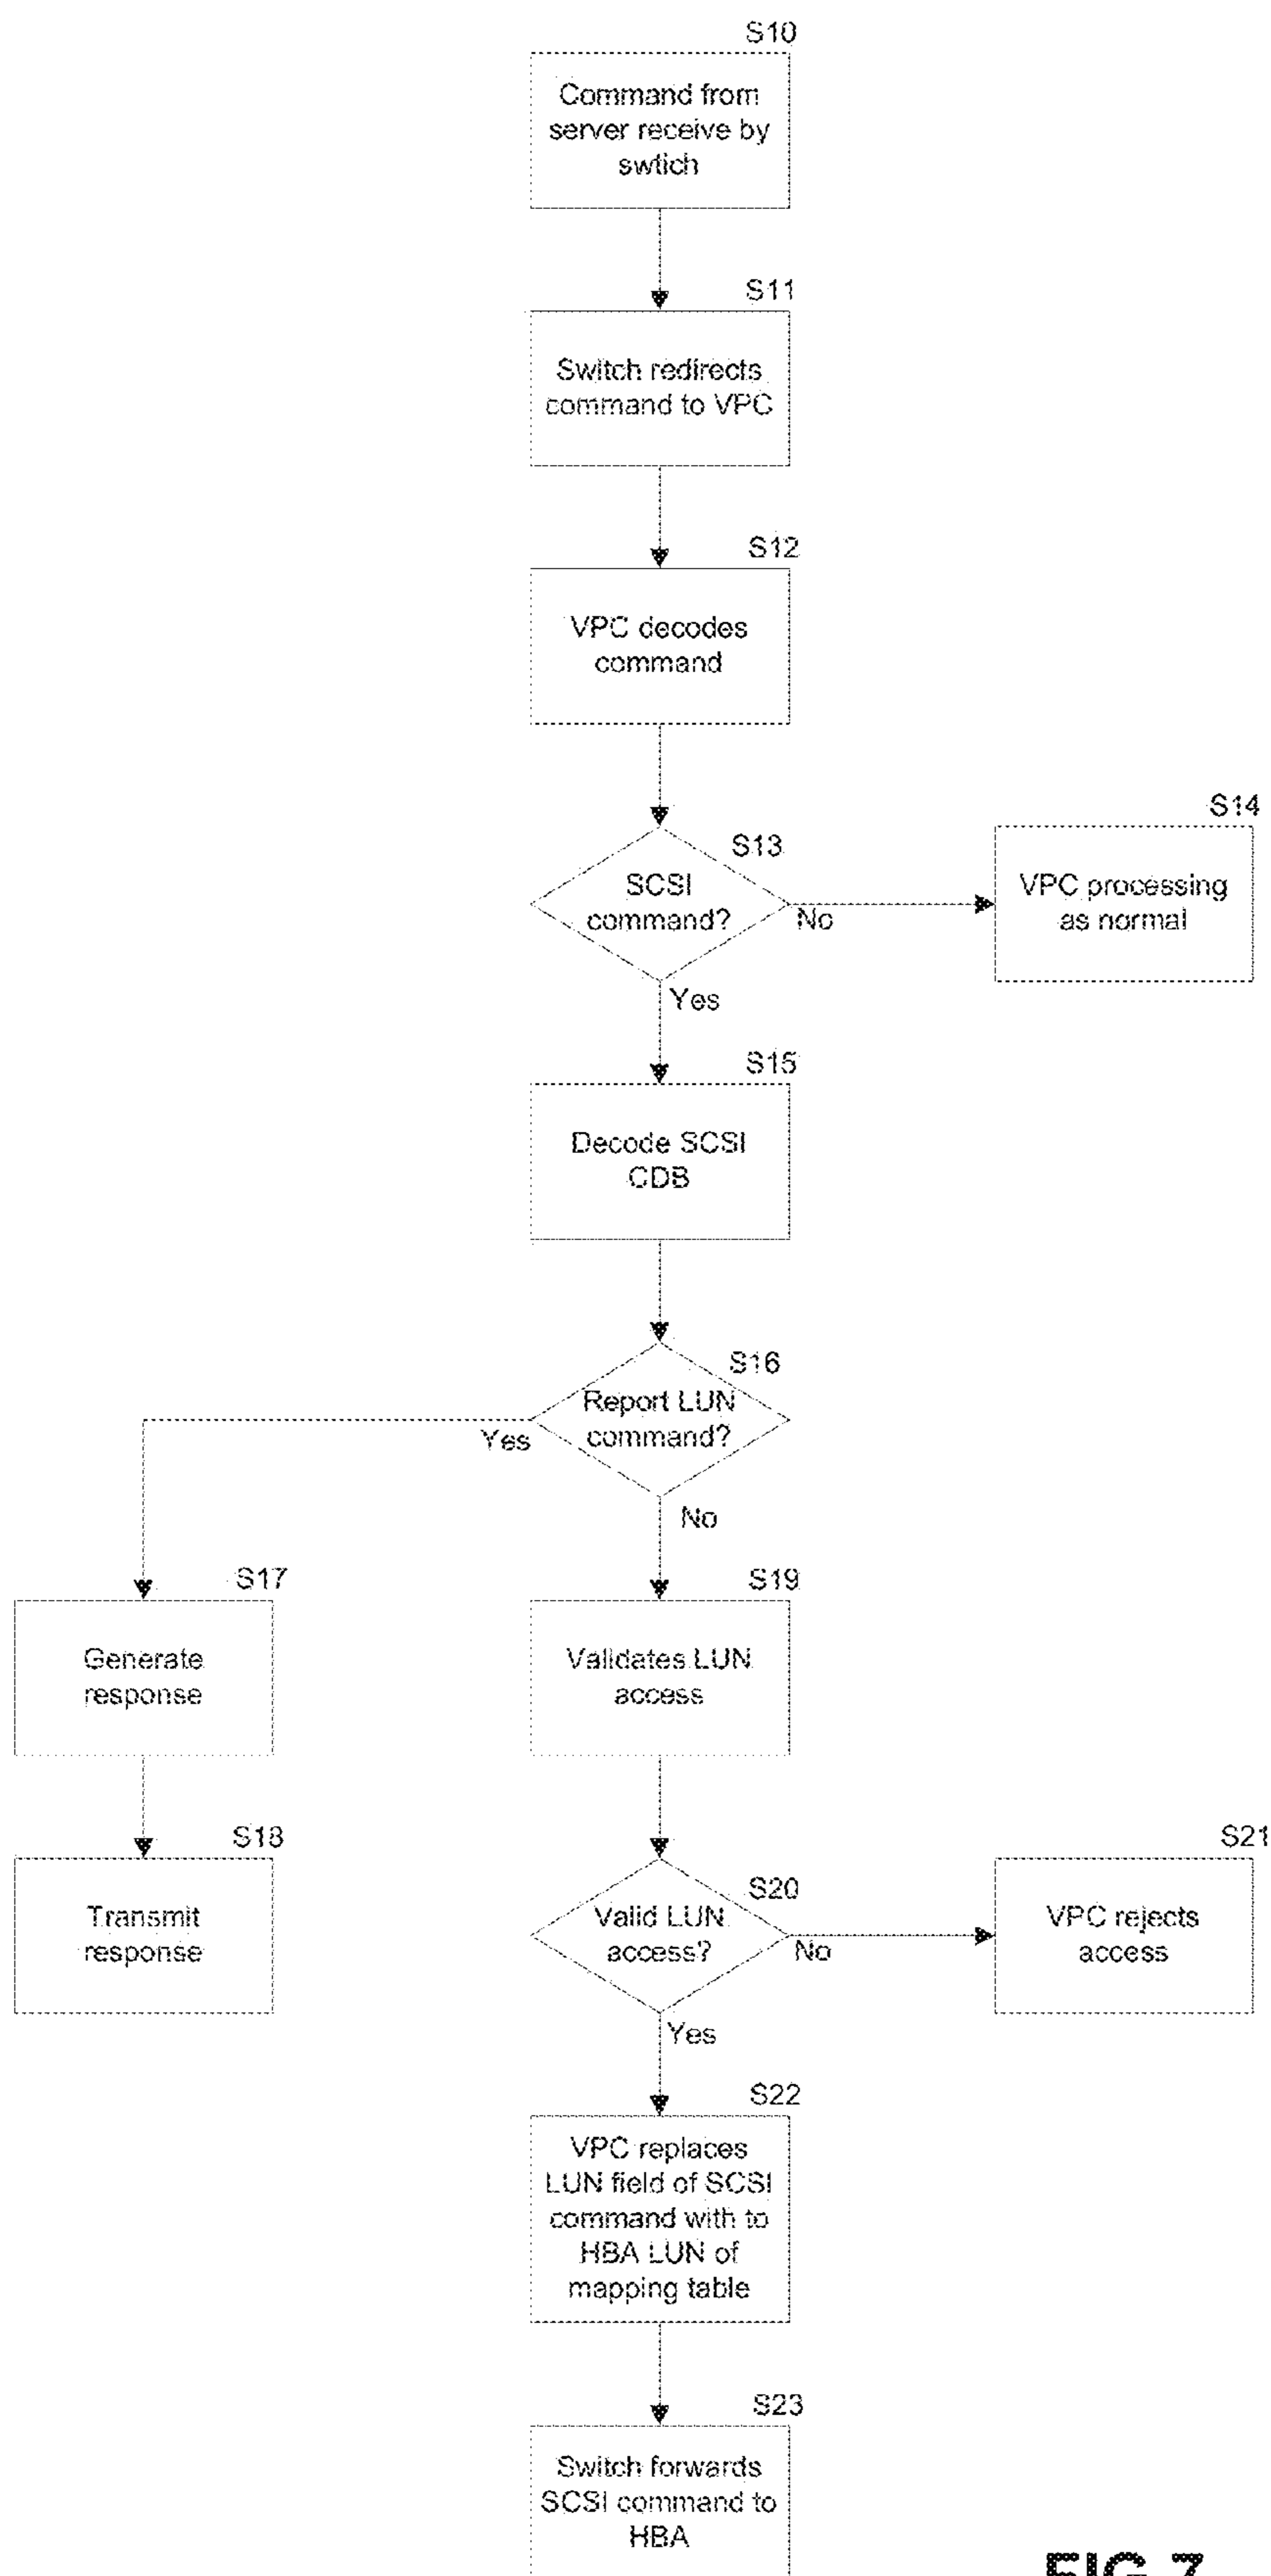 S10
Command from
server receive by
swtich
S11
Switch redirects
command to VPC
S12
VPC decodes
command
S13
SCSI
command?
No
Yes
S14
VPC processing
as normal
S15
Decode SCSI
CDB
S16
Report LUN
command?
Yes
No
S17
Generate
response
S18
Transmit
response
S19
Validates LUN
access
S20
Valid LUN
access?
No
Yes
S21
VPC rejects
access
S22
VPC replaces
LUN field of SCSI
command with to
HBA LUN of
mapping table
S23
Switch forwards
SCSI command to
HBA
FIG 7